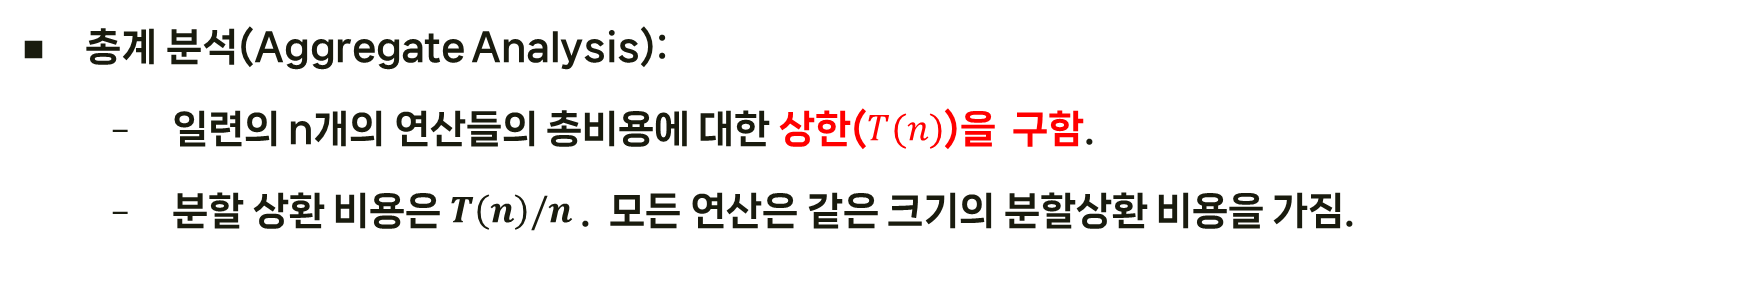 ■ 총계 분석(Aggregate Analysis):
– 일련의 n개의 연산들의 총비용에 대한 상한(T(n))을 구함.
– 분할 상환 비용은 T(n)/n. 모든 연산은 같은 크기의 분할상환 비용을 가짐.